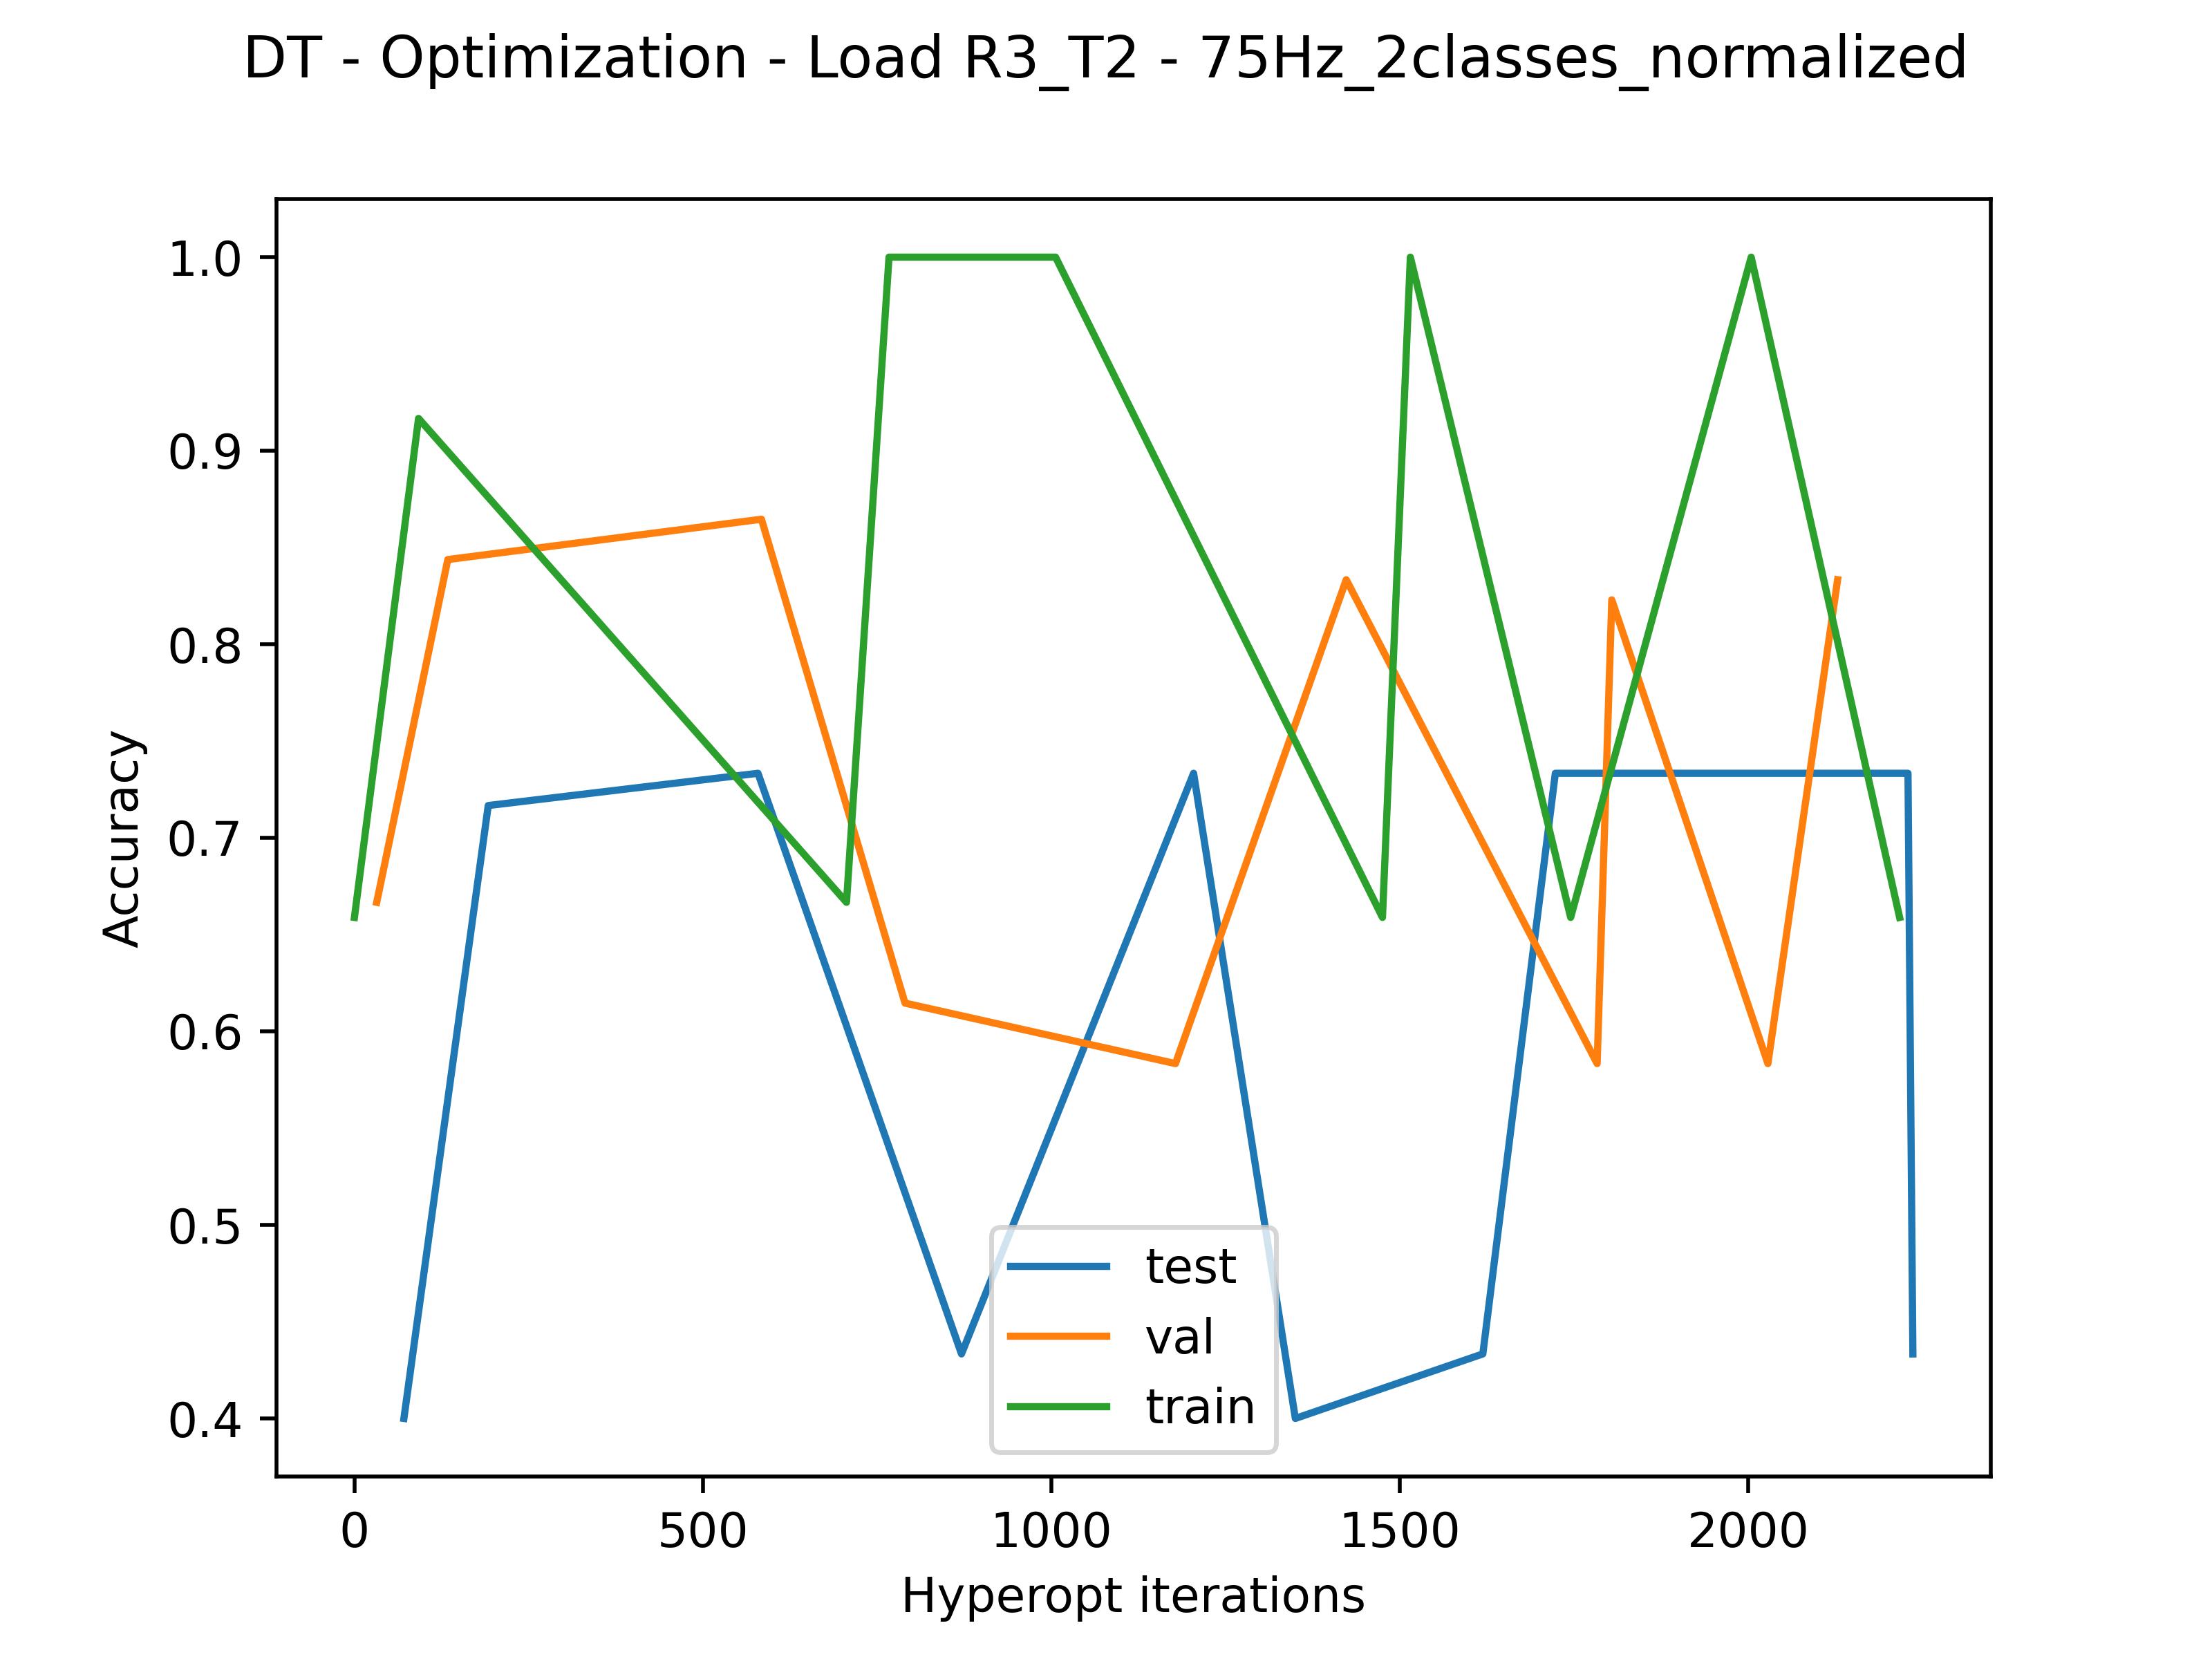 DT - Optimization - Load R3_T2 - 75Hz_2classes_normalized
1.0
0.9
0.8
0.7
0.6
0.5
0.4
Accuracy
test
val
train
0 500 1000 1500 2000
Hyperopt iterations